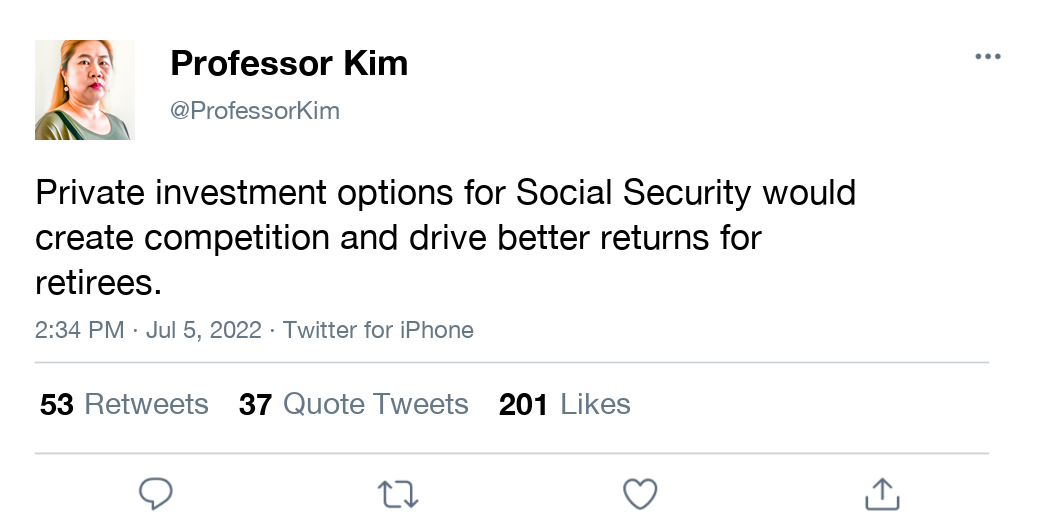 Professor Kim
@ProfessorKim
Private investment options for Social Security would
create competition and drive better returns for
retirees.
2:34 PM · Jul 5, 2022 · Twitter for iPhone
53 Retweets 37 Quote Tweets 201 Likes